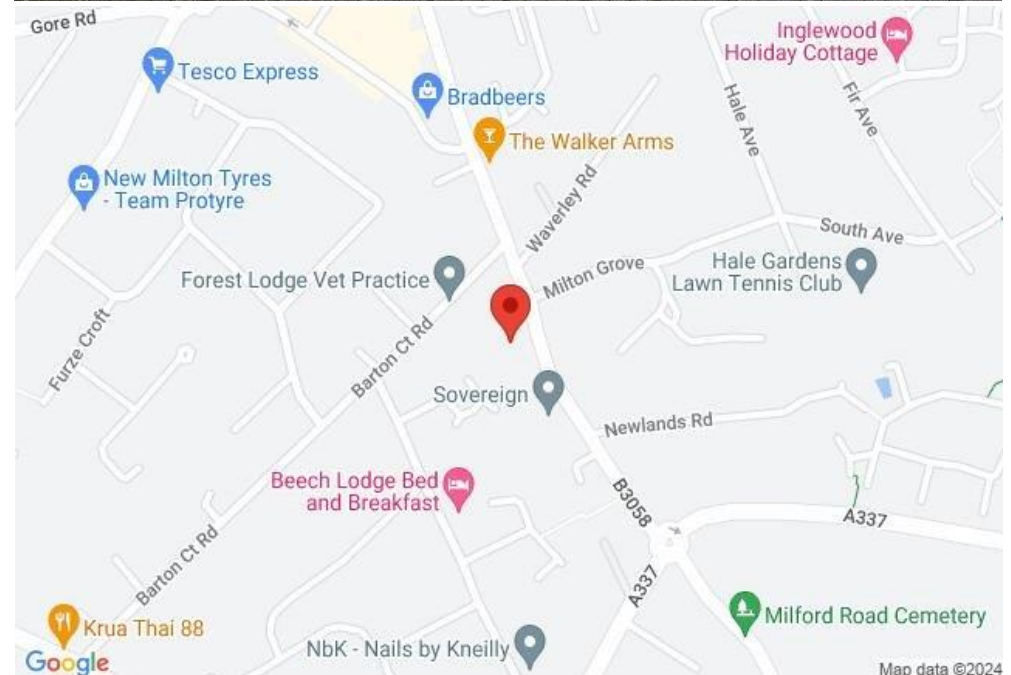 Gore Rd
Inglewood
Holiday Cottage
Tesco Express
Bradbeers
Hale Ave
Fir Ave
The Walker Arms
New Milton Tyres
- Team Protyre
Waverley Rd
South Ave
Milton Grove
Hale Gardens
Lawn Tennis Club
Forest Lodge Vet Practice
Furze Croft
Barton Ct Rd
Sovereign
Newlands Rd
Beech Lodge Bed
and Breakfast
B3058
A337
Barton Ct Rd
A337
Milford Road Cemetery
Krua Thai 88
NbK - Nails by Kneilly
Google
Map data ©2024